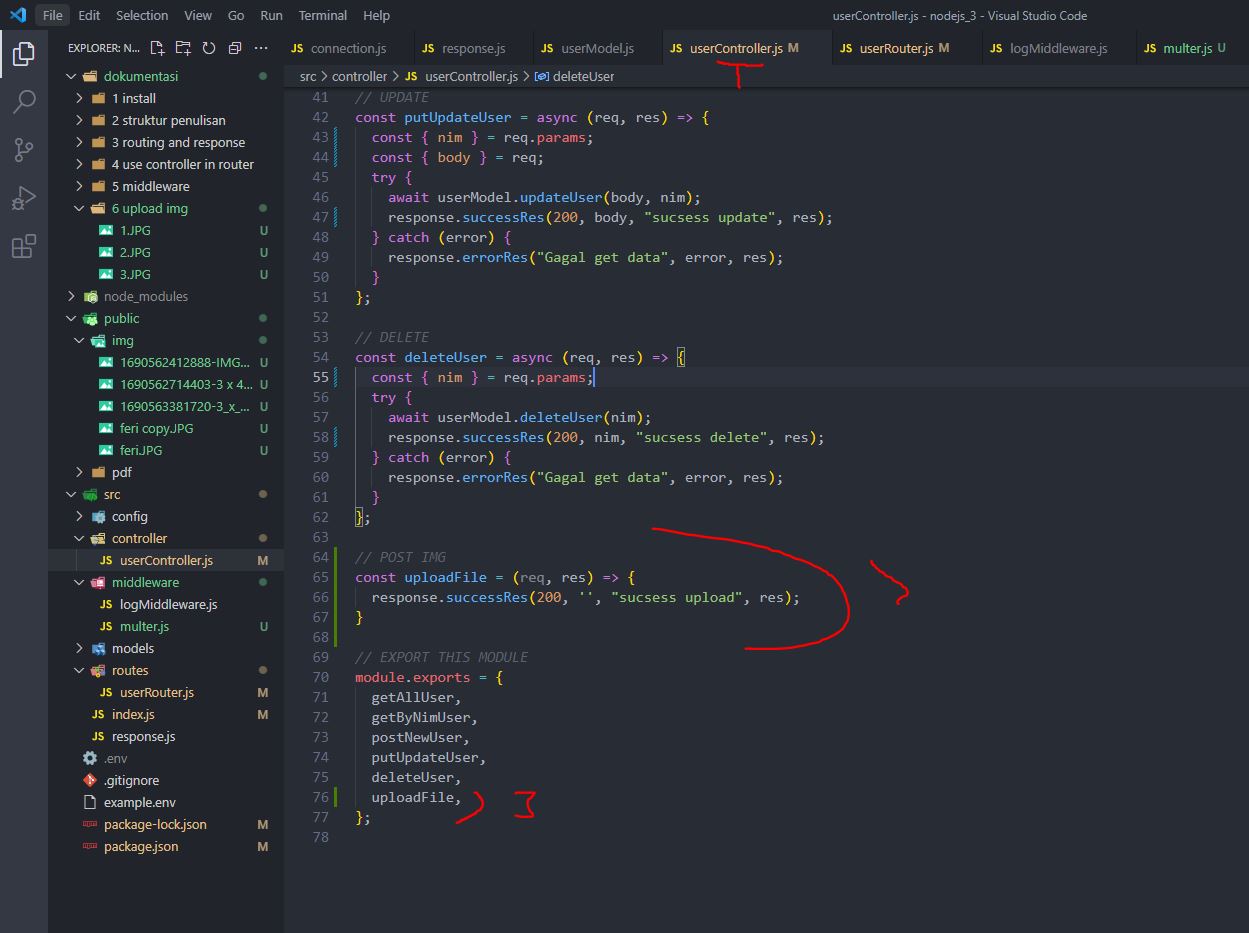 File Edit Selection View Go Run Terminal Help userController.js - nodejs_3 - Visual Studio Code
EXPLORER: N...
dokumentasi
1 install
2 struktur penulisan
3 routing and response
4 use controller in router
5 middleware
6 upload img
1.JPG U
2.JPG U
3.JPG U
node_modules
public
img
1690562412888-IMG... U
1690562714403-3 x 4... U
1690563381720-3_x_... U
feri copy.JPG U
feri.JPG U
pdf
src
config
controller
JS userController.js M
middleware
JS logMiddleware.js
JS multer.js U
models
routes
JS userRouter.js M
JS index.js M
JS response.js
.env
.gitignore
example.env
package-lock.json M
package.json M
JS connection.js JS response.js JS userModel.js JS userController.js M JS userRouter.js M JS logMiddleware.js JS multer.js U
src > controller > JS userController.js > deleteUser
41 // UPDATE
42 const putUpdateUser = async (req, res) => {
43 const { nim } = req.params;
44 const { body } = req;
45 try {
46 await userModel.updateUser(body, nim);
47 response.successRes(200, body, "sucsess update", res);
48 } catch (error) {
49 response.errorRes("Gagal get data", error, res);
50 }
51 };
52
53 // DELETE
54 const deleteUser = async (req, res) => {
55 const { nim } = req.params;
56 try {
57 await userModel.deleteUser(nim);
58 response.successRes(200, nim, "sucsess delete", res);
59 } catch (error) {
60 response.errorRes("Gagal get data", error, res);
61 }
62 };
63
64 // POST IMG
65 const uploadFile = (req, res) => {
66 response.successRes(200, '', "sucsess upload", res);
67 }
68
69 // EXPORT THIS MODULE
70 module.exports = {
71 getAllUser,
72 getByNimUser,
73 postNewUser,
74 putUpdateUser,
75 deleteUser,
76 uploadFile,
77 };
78